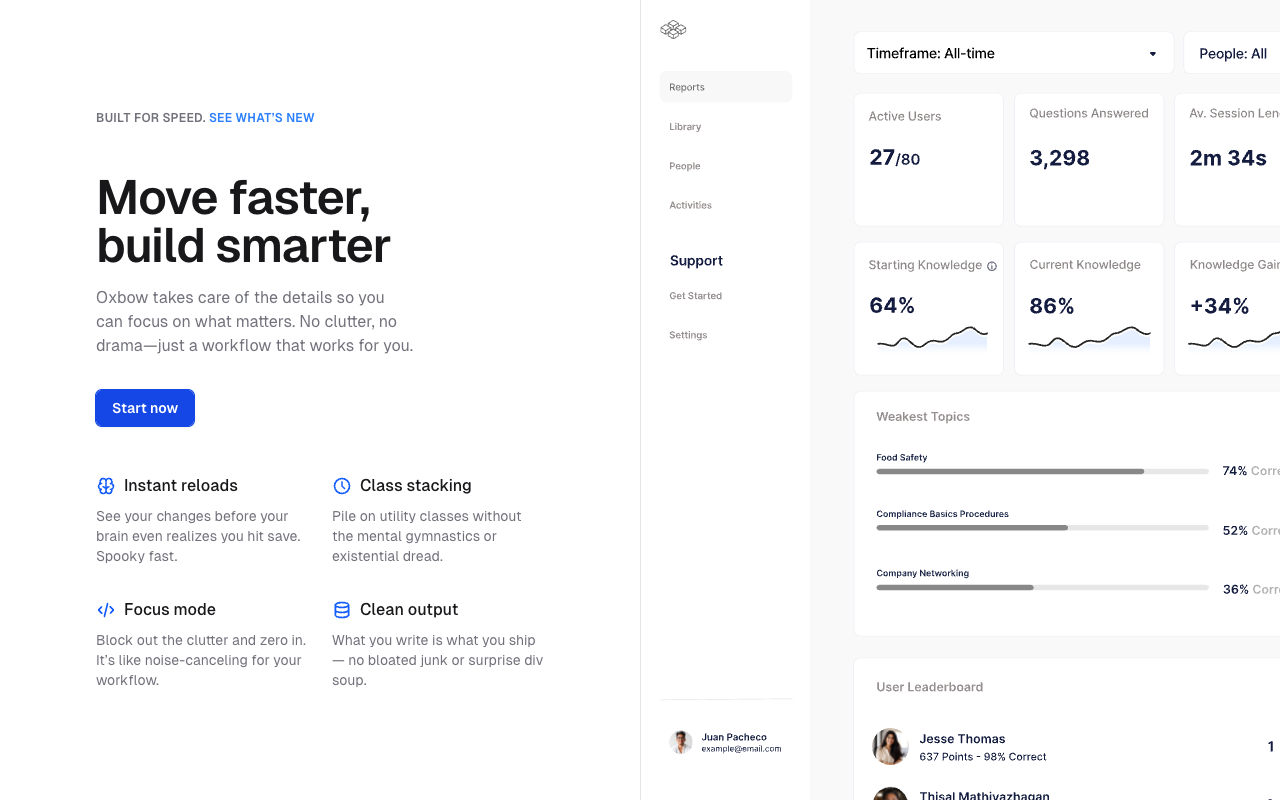 BUILT FOR SPEED. SEE WHAT'S NEW
Move faster,
build smarter
Oxbow takes care of the details so you
can focus on what matters. No clutter, no
drama—just a workflow that works for you.
Start now
Instant reloads
See your changes before your
brain even realizes you hit save.
Spooky fast.
Class stacking
Pile on utility classes without
the mental gymnastics or
existential dread.
Focus mode
Block out the clutter and zero in.
It's like noise-canceling for your
workflow.
Clean output
What you write is what you ship
— no bloated junk or surprise div
soup.
Reports
Library
People
Activities
Support
Get Started
Settings
Juan Pacheco
example@email.com
Timeframe: All-time
People: All
Active Users
27/80
Questions Answered
3,298
Av. Session Len
2m 34s
Starting Knowledge
64%
Current Knowledge
86%
Knowledge Gain
+34%
Weakest Topics
Food Safety
74% Corre
Compliance Basics Procedures
52% Corre
Company Networking
36% Corre
User Leaderboard
Jesse Thomas
637 Points - 98% Correct
1
Thisal Mathiyazhagan